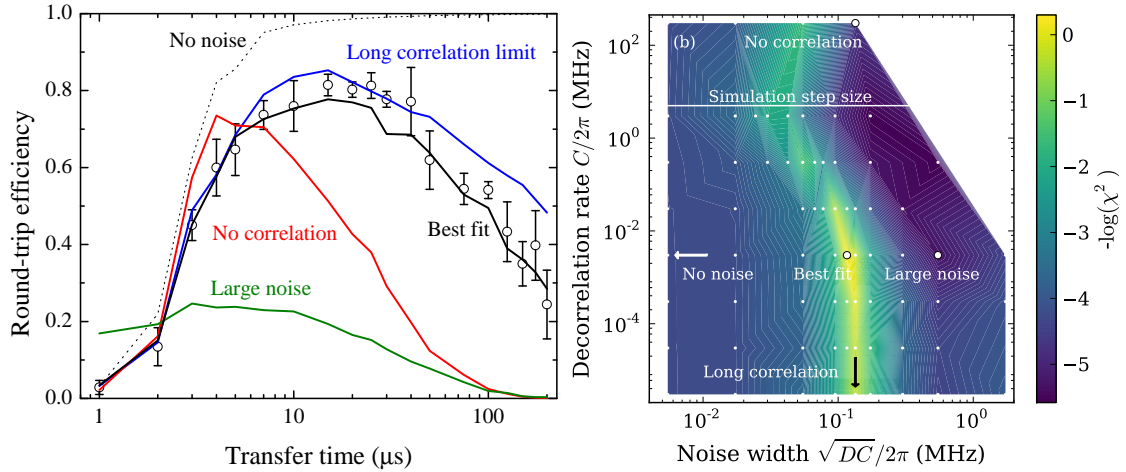 1.0
0.8
0.6
0.4
0.2
0.0
Round-trip efficiency
No noise
Long correlation limit
No correlation
Best fit
Large noise
1
10
100
Transfer time (µs)
(b)
No correlation
Simulation step size
No noise
Best fit
Large noise
Long correlation
10²
10⁰
10⁻²
10⁻⁴
Decorrelation rate C/2π (MHz)
10⁻²
10⁻¹
10⁰
Noise width √DC/2π (MHz)
0
-1
-2
-3
-4
-5
-log(χ²)